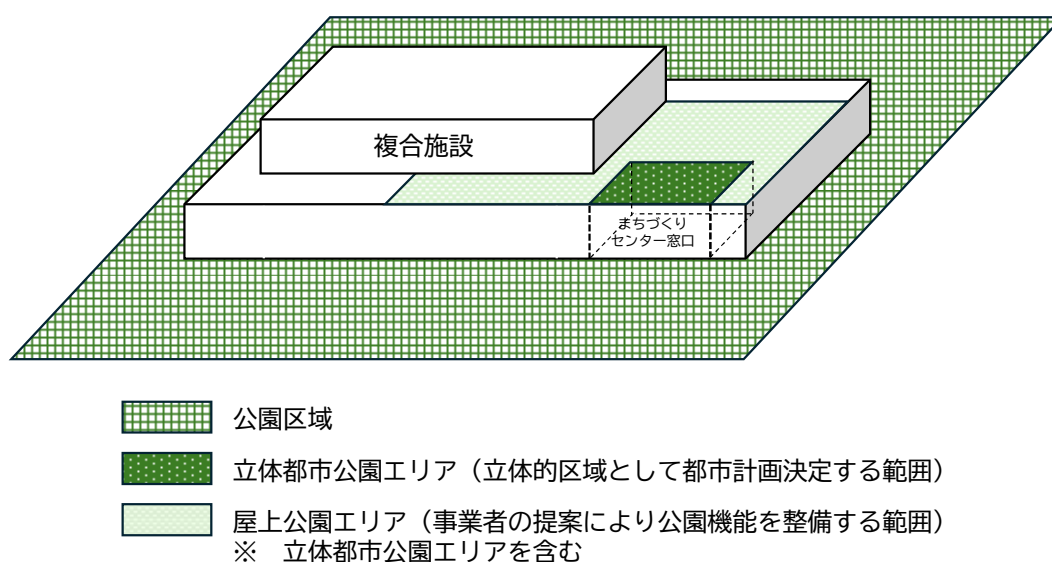 複合施設
まちづくり
センター窓口
公園区域
立体都市公園エリア（立体的区域として都市計画決定する範囲）
屋上公園エリア（事業者の提案により公園機能を整備する範囲）
※　立体都市公園エリアを含む